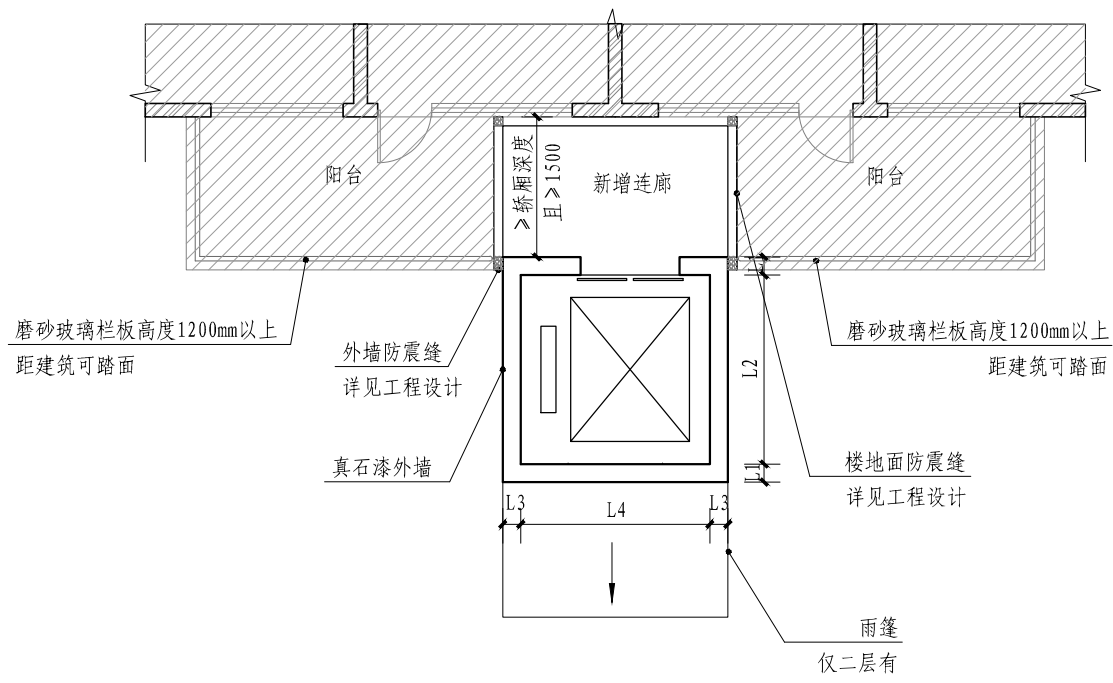 阳台
≥轿厢深度
且≥1500
新增连廊
阳台
磨砂玻璃栏板高度1200mm以上
距建筑可踏面
外墙防震缝
详见工程设计
磨砂玻璃栏板高度1200mm以上
距建筑可踏面
L1
L2
L1
真石漆外墙
楼地面防震缝
详见工程设计
L3
L4
L3
雨篷
仅二层有